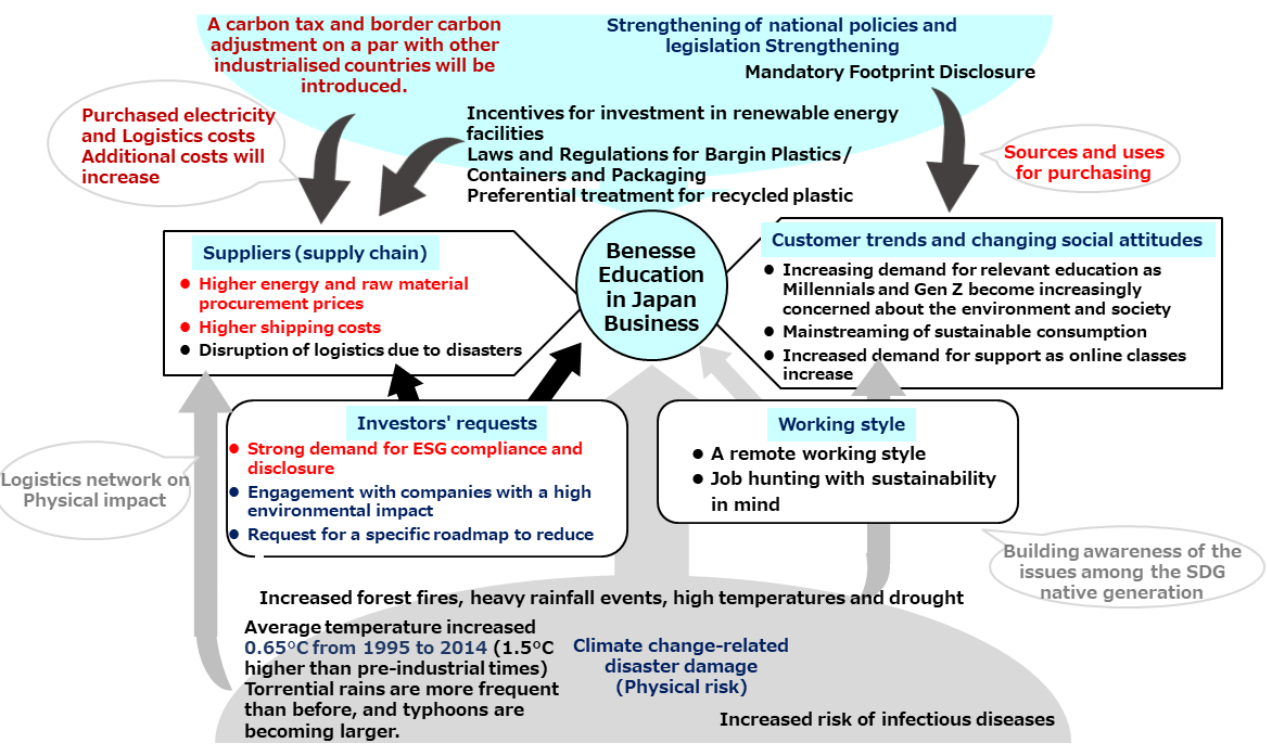 A carbon tax and border carbon
adjustment on a par with other
industrialised countries will be
introduced.
Strengthening of national policies and
legislation Strengthening
Mandatory Footprint Disclosure
Purchased electricity
and Logistics costs
Additional costs will
increase
Incentives for investment in renewable energy
facilities
Laws and Regulations for Bargin Plastics/
Containers and Packaging
Preferential treatment for recycled plastic
Sources and uses
for purchasing
Suppliers (supply chain)
● Higher energy and raw material
procurement prices
● Higher shipping costs
● Disruption of logistics due to disasters
Benesse
Education
in Japan
Business
Customer trends and changing social attitudes
● Increasing demand for relevant education as
Millennials and Gen Z become increasingly
concerned about the environment and society
● Mainstreaming of sustainable consumption
● Increased demand for support as online classes
increase
Investors' requests
● Strong demand for ESG compliance and
disclosure
● Engagement with companies with a high
environmental impact
● Request for a specific roadmap to reduce
Working style
● A remote working style
● Job hunting with sustainability
in mind
Logistics network on
Physical impact
Building awareness of the
issues among the SDG
native generation
Increased forest fires, heavy rainfall events, high temperatures and drought
Average temperature increased
0.65°C from 1995 to 2014 (1.5°C
higher than pre-industrial times)
Torrential rains are more frequent
than before, and typhoons are
becoming larger.
Climate change-related
disaster damage
(Physical risk)
Increased risk of infectious diseases